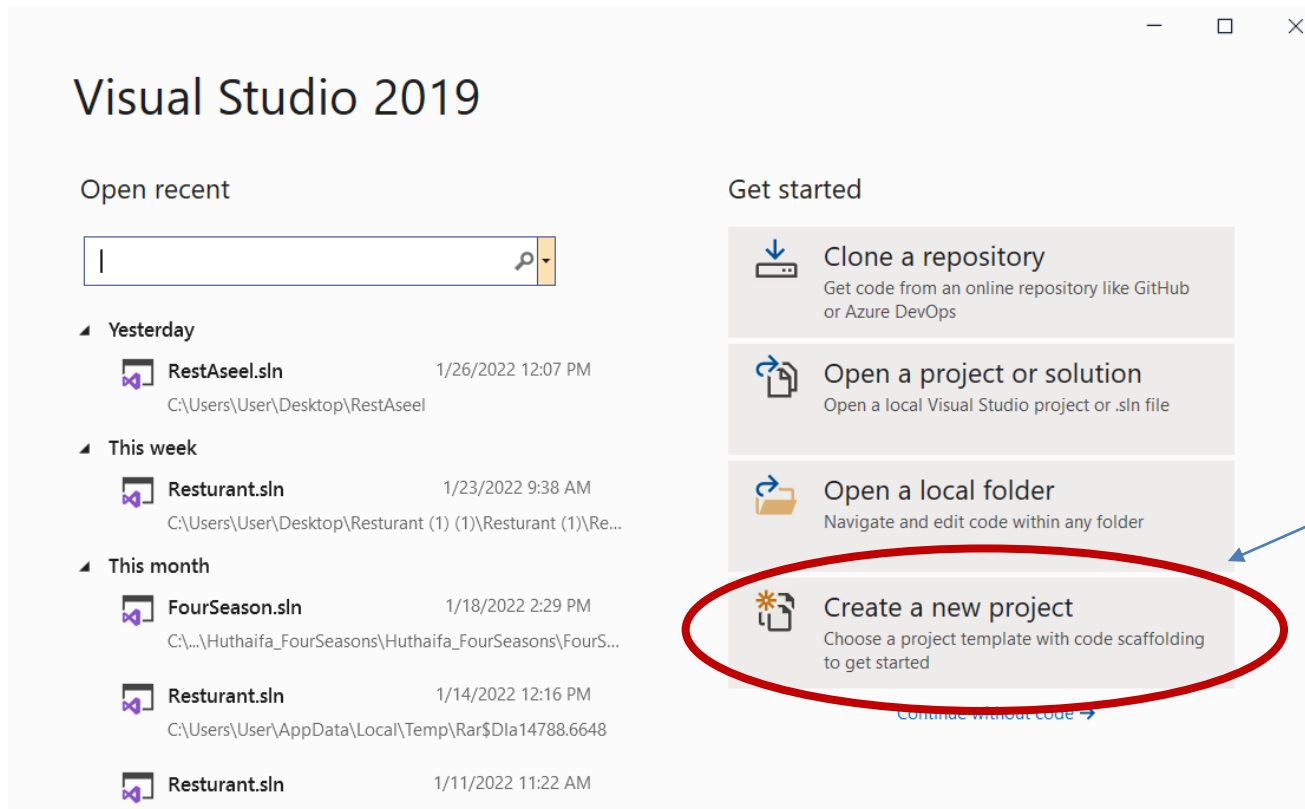 Visual Studio 2019
Open recent
Yesterday
RestAseel.sln 1/26/2022 12:07 PM
C:\Users\User\Desktop\RestAseel
This week
Resturant.sln 1/23/2022 9:38 AM
C:\Users\User\Desktop\Resturant (1) (1)\Resturant (1)\Re...
This month
FourSeason.sln 1/18/2022 2:29 PM
C:\...\Huthaifa_FourSeasons\Huthaifa_FourSeasons\FourS...
Resturant.sln 1/14/2022 12:16 PM
C:\Users\User\AppData\Local\Temp\Rar$DIa14788.6648
Resturant.sln 1/11/2022 11:22 AM
Get started
Clone a repository
Get code from an online repository like GitHub
or Azure DevOps
Open a project or solution
Open a local Visual Studio project or .sln file
Open a local folder
Navigate and edit code within any folder
Create a new project
Choose a project template with code scaffolding
to get started
Continue without code →